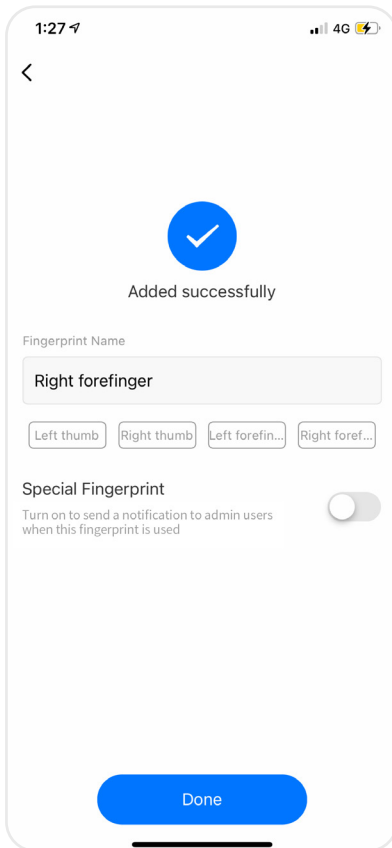 1:27
4G
Added successfully
Fingerprint Name
Right forefinger
Left thumb Right thumb Left forefin... Right foref...
Special Fingerprint
Turn on to send a notification to admin users
when this fingerprint is used
Done